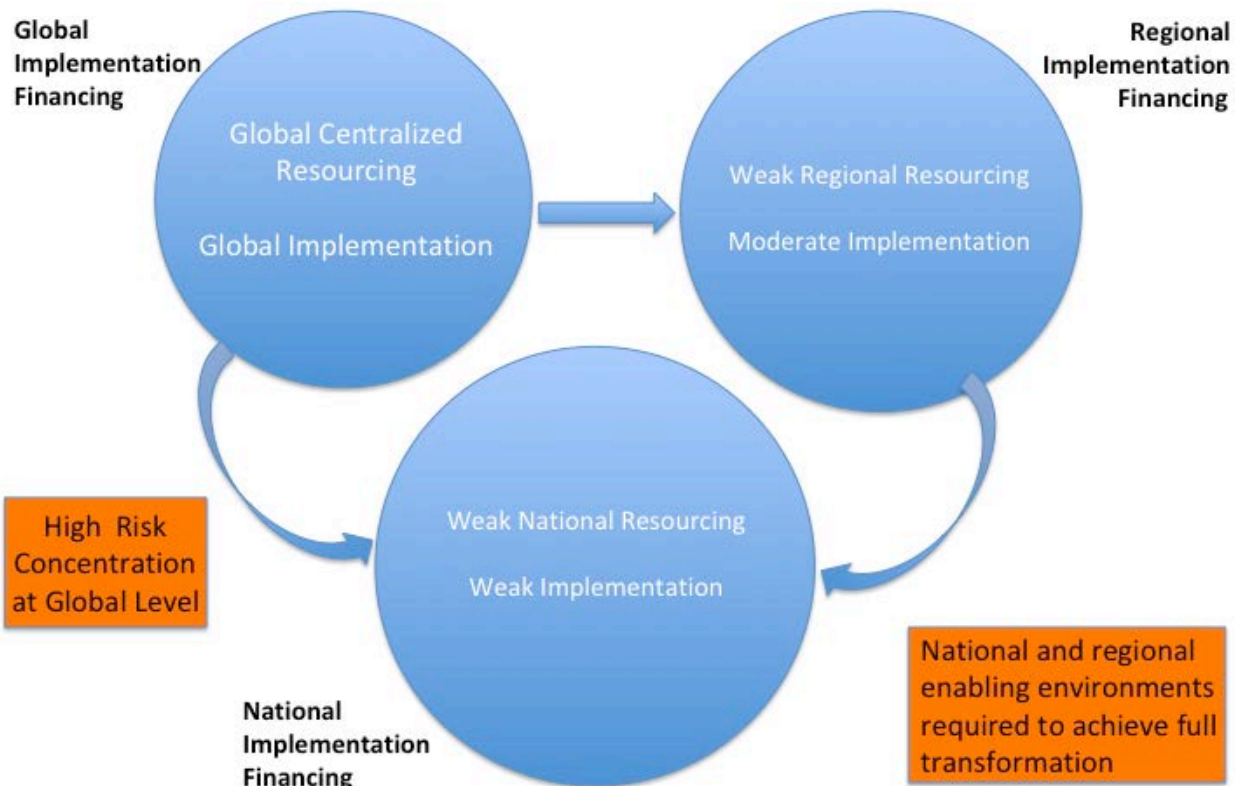 Global
Implementation
Financing
Global Centralized
Resourcing
Global Implementation
Regional
Implementation
Financing
Weak Regional Resourcing
Moderate Implementation
High Risk
Concentration
at Global Level
Weak National Resourcing
Weak Implementation
National
Implementation
Financing
National and regional
enabling environments
required to achieve full
transformation